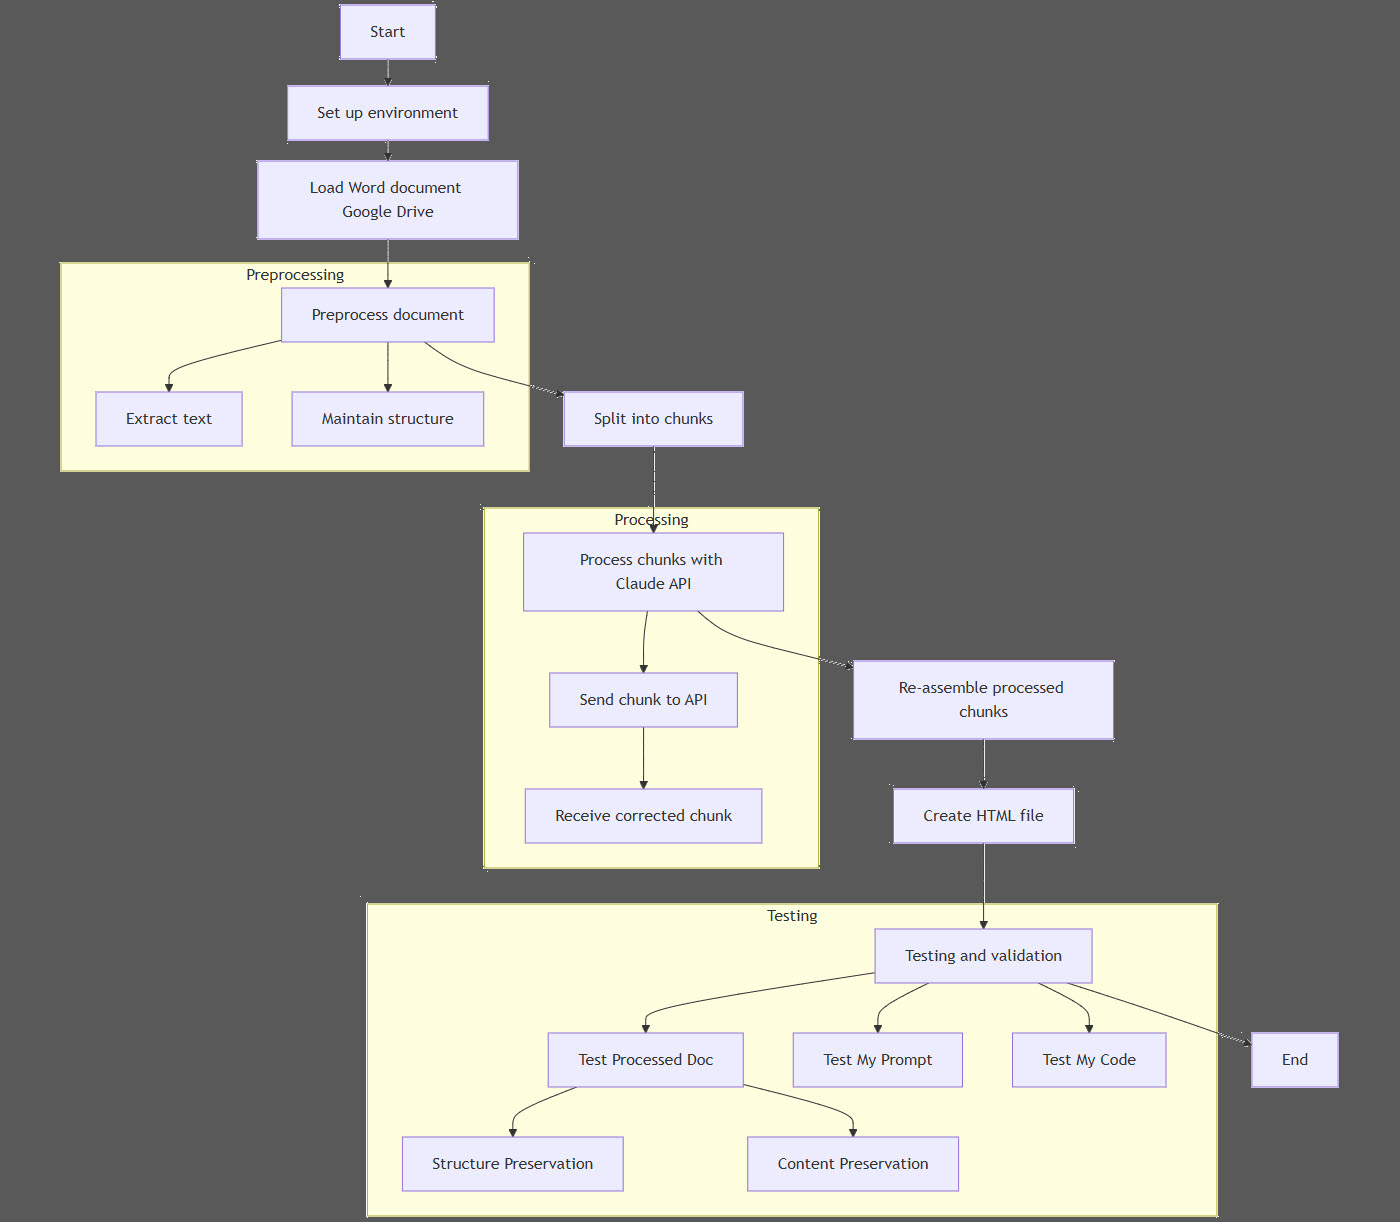 Start
Set up environment
Load Word document
Google Drive
Preprocessing
Preprocess document
Extract text
Maintain structure
Split into chunks
Processing
Process chunks with
Claude API
Send chunk to API
Re-assemble processed
chunks
Receive corrected chunk
Create HTML file
Testing
Testing and validation
Test Processed Doc
Test My Prompt
Test My Code
End
Structure Preservation
Content Preservation